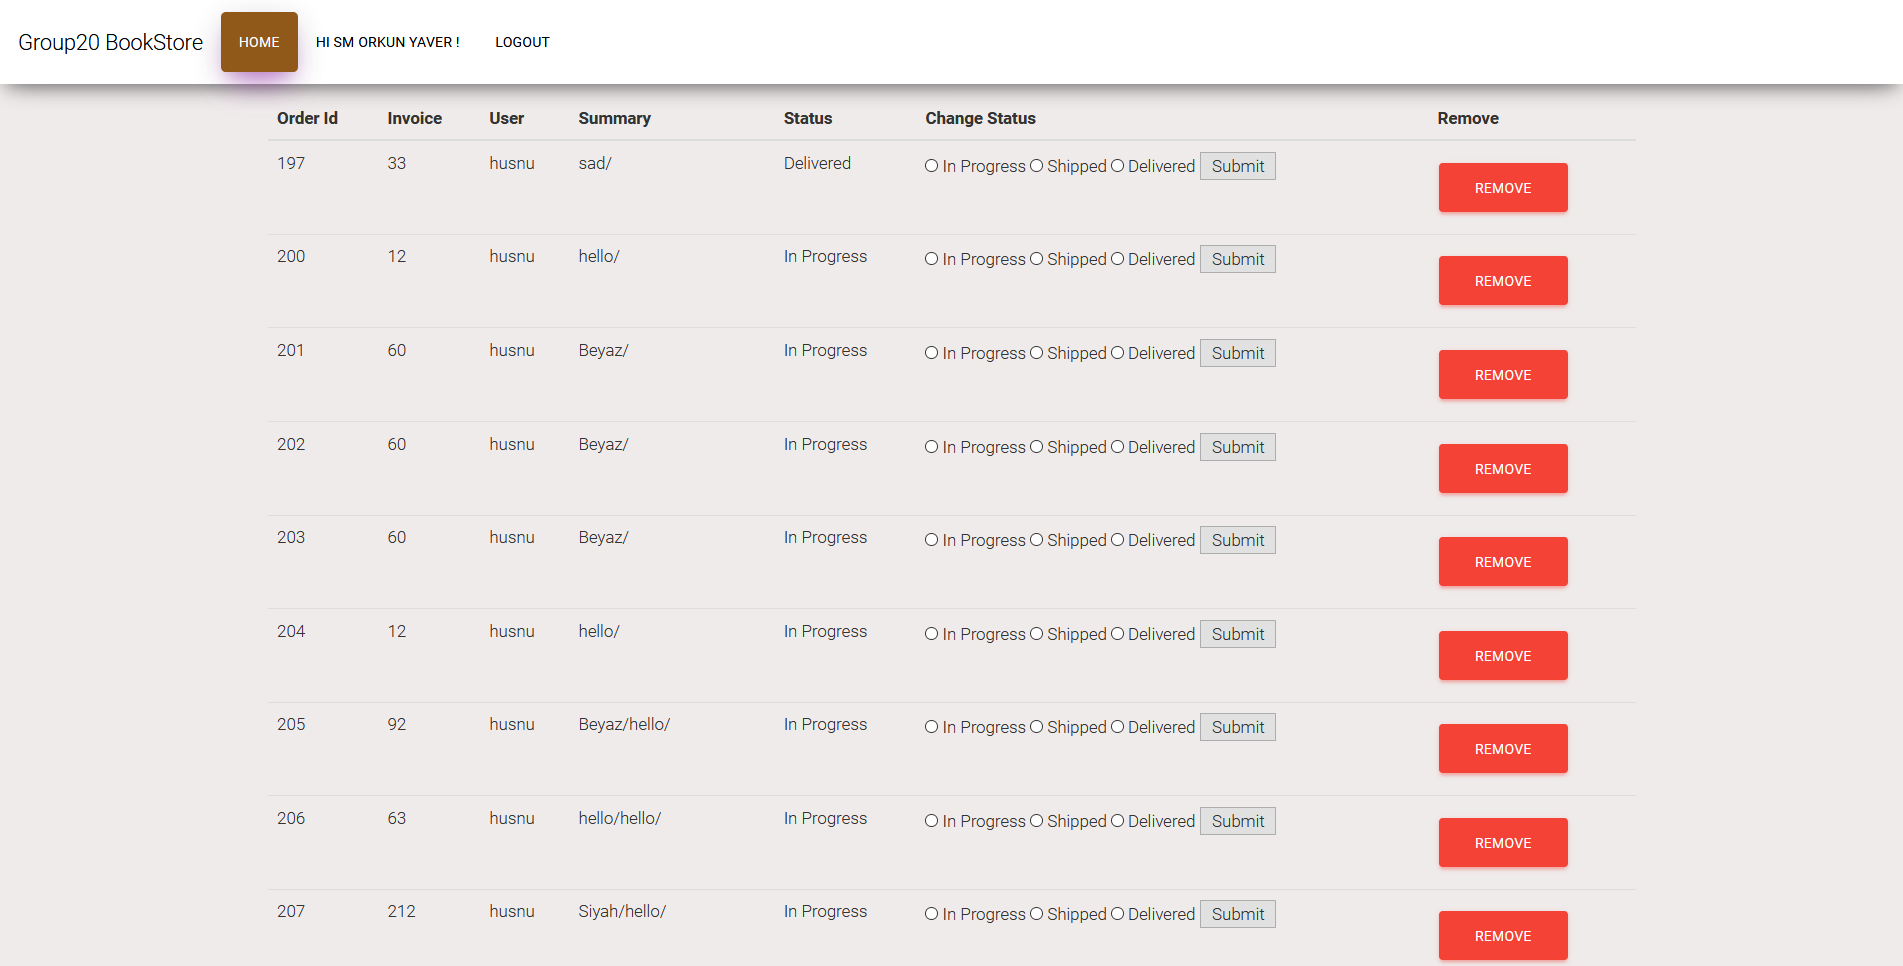 Group20 BookStore HOME HI SM ORKUN YAVER ! LOGOUT
Order Id Invoice User Summary Status Change Status Remove
197 33 husnu sad/ Delivered In Progress Shipped Delivered Submit REMOVE
200 12 husnu hello/ In Progress In Progress Shipped Delivered Submit REMOVE
201 60 husnu Beyaz/ In Progress In Progress Shipped Delivered Submit REMOVE
202 60 husnu Beyaz/ In Progress In Progress Shipped Delivered Submit REMOVE
203 60 husnu Beyaz/ In Progress In Progress Shipped Delivered Submit REMOVE
204 12 husnu hello/ In Progress In Progress Shipped Delivered Submit REMOVE
205 92 husnu Beyaz/hello/ In Progress In Progress Shipped Delivered Submit REMOVE
206 63 husnu hello/hello/ In Progress In Progress Shipped Delivered Submit REMOVE
207 212 husnu Siyah/hello/ In Progress In Progress Shipped Delivered Submit REMOVE